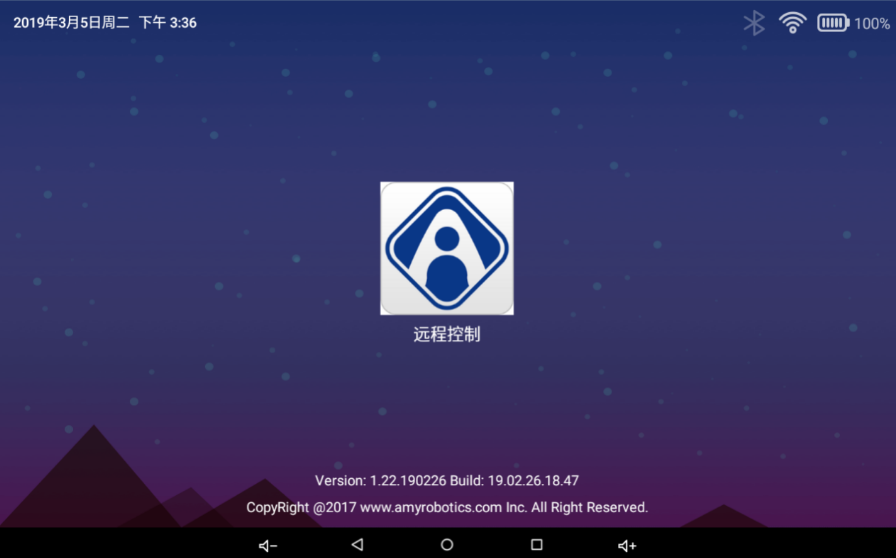 2019年3月5日周二 下午 3:36
100%
远程控制
Version: 1.22.190226 Build: 19.02.26.18.47
CopyRight @2017 www.amyrobotics.com Inc. All Right Reserved.